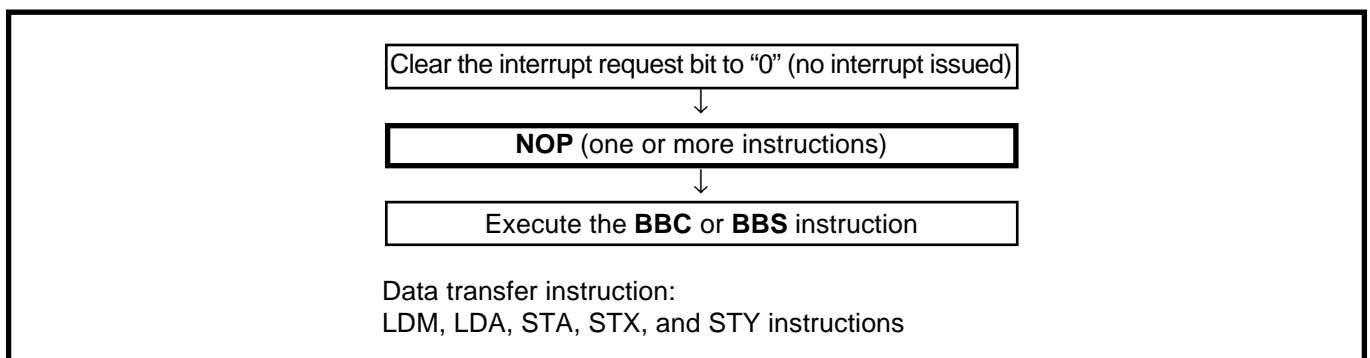 Clear the interrupt request bit to “0” (no interrupt issued)
↓
NOP (one or more instructions)
↓
Execute the BBC or BBS instruction
Data transfer instruction:
LDM, LDA, STA, STX, and STY instructions